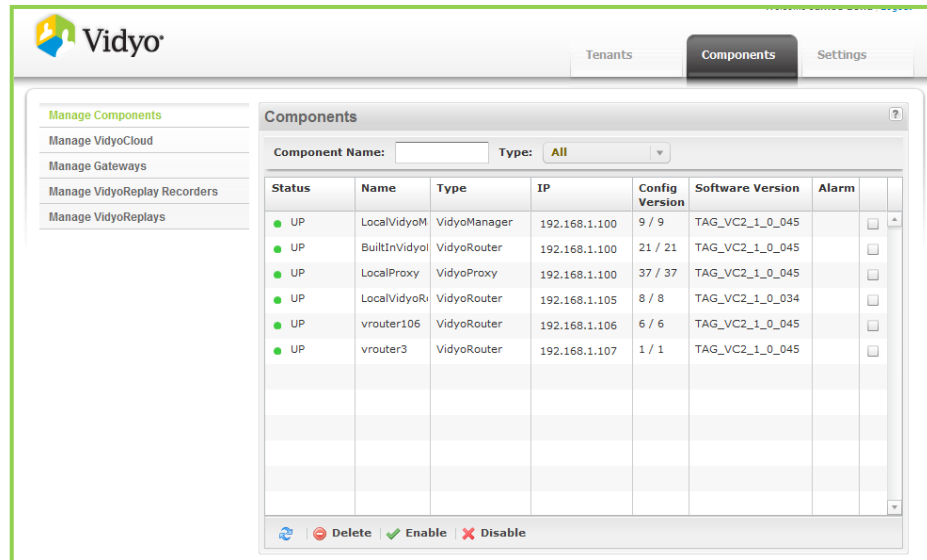 Vidyo
Tenants Components Settings
Manage Components
Manage VidyoCloud
Manage Gateways
Manage VidyoReplay Recorders
Manage VidyoReplays
Components ?
Component Name: Type: All
Status Name Type IP Config Version Software Version Alarm
UP LocalVidyoM VidyoManager 192.168.1.100 9 / 9 TAG_VC2_1_0_045
UP BuiltInVidyo VidyoRouter 192.168.1.100 21 / 21 TAG_VC2_1_0_045
UP LocalProxy VidyoProxy 192.168.1.100 37 / 37 TAG_VC2_1_0_045
UP LocalVidyoR VidyoRouter 192.168.1.105 8 / 8 TAG_VC2_1_0_034
UP vrouter106 VidyoRouter 192.168.1.106 6 / 6 TAG_VC2_1_0_045
UP vrouter3 VidyoRouter 192.168.1.107 1 / 1 TAG_VC2_1_0_045
Delete Enable Disable